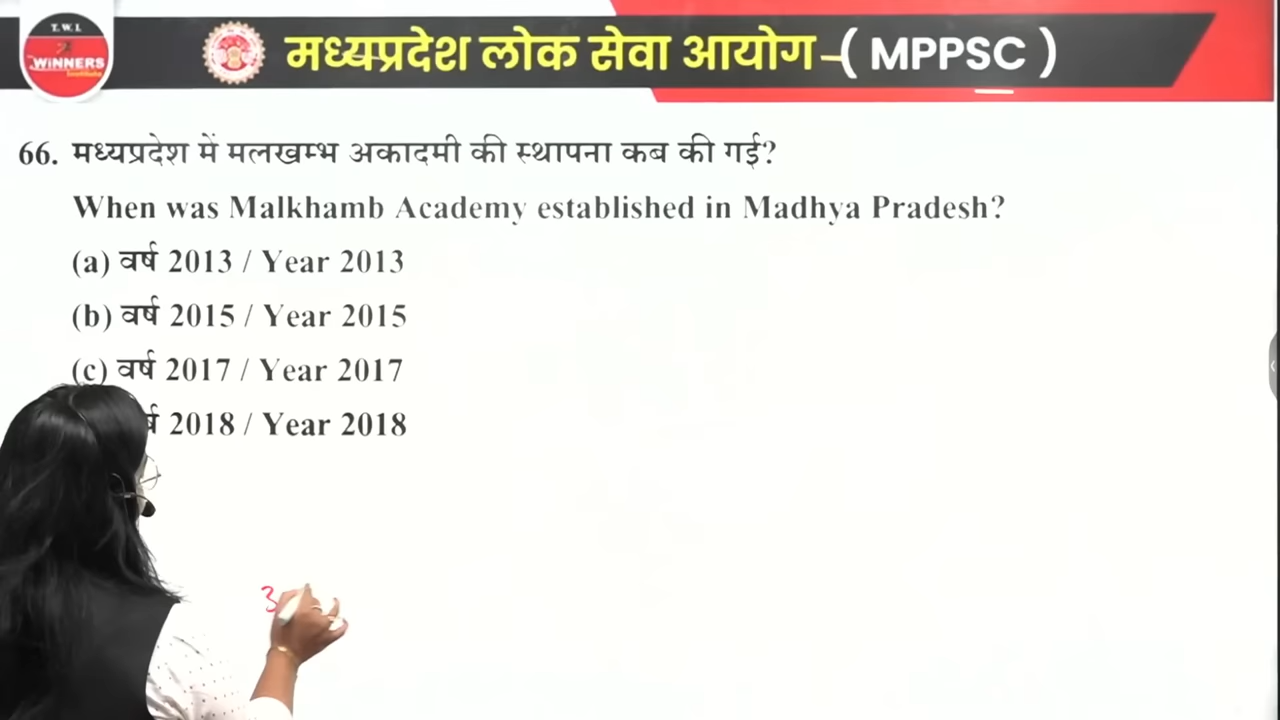 T. W. I.
WiNNERS
मध्यप्रदेश लोक सेवा आयोग –( MPPSC )
66. मध्यप्रदेश में मलखम्भ अकादमी की स्थापना कब की गई?
When was Malkhamb Academy established in Madhya Pradesh?
(a) वर्ष 2013 / Year 2013
(b) वर्ष 2015 / Year 2015
(c) वर्ष 2017 / Year 2017
2018 / Year 2018